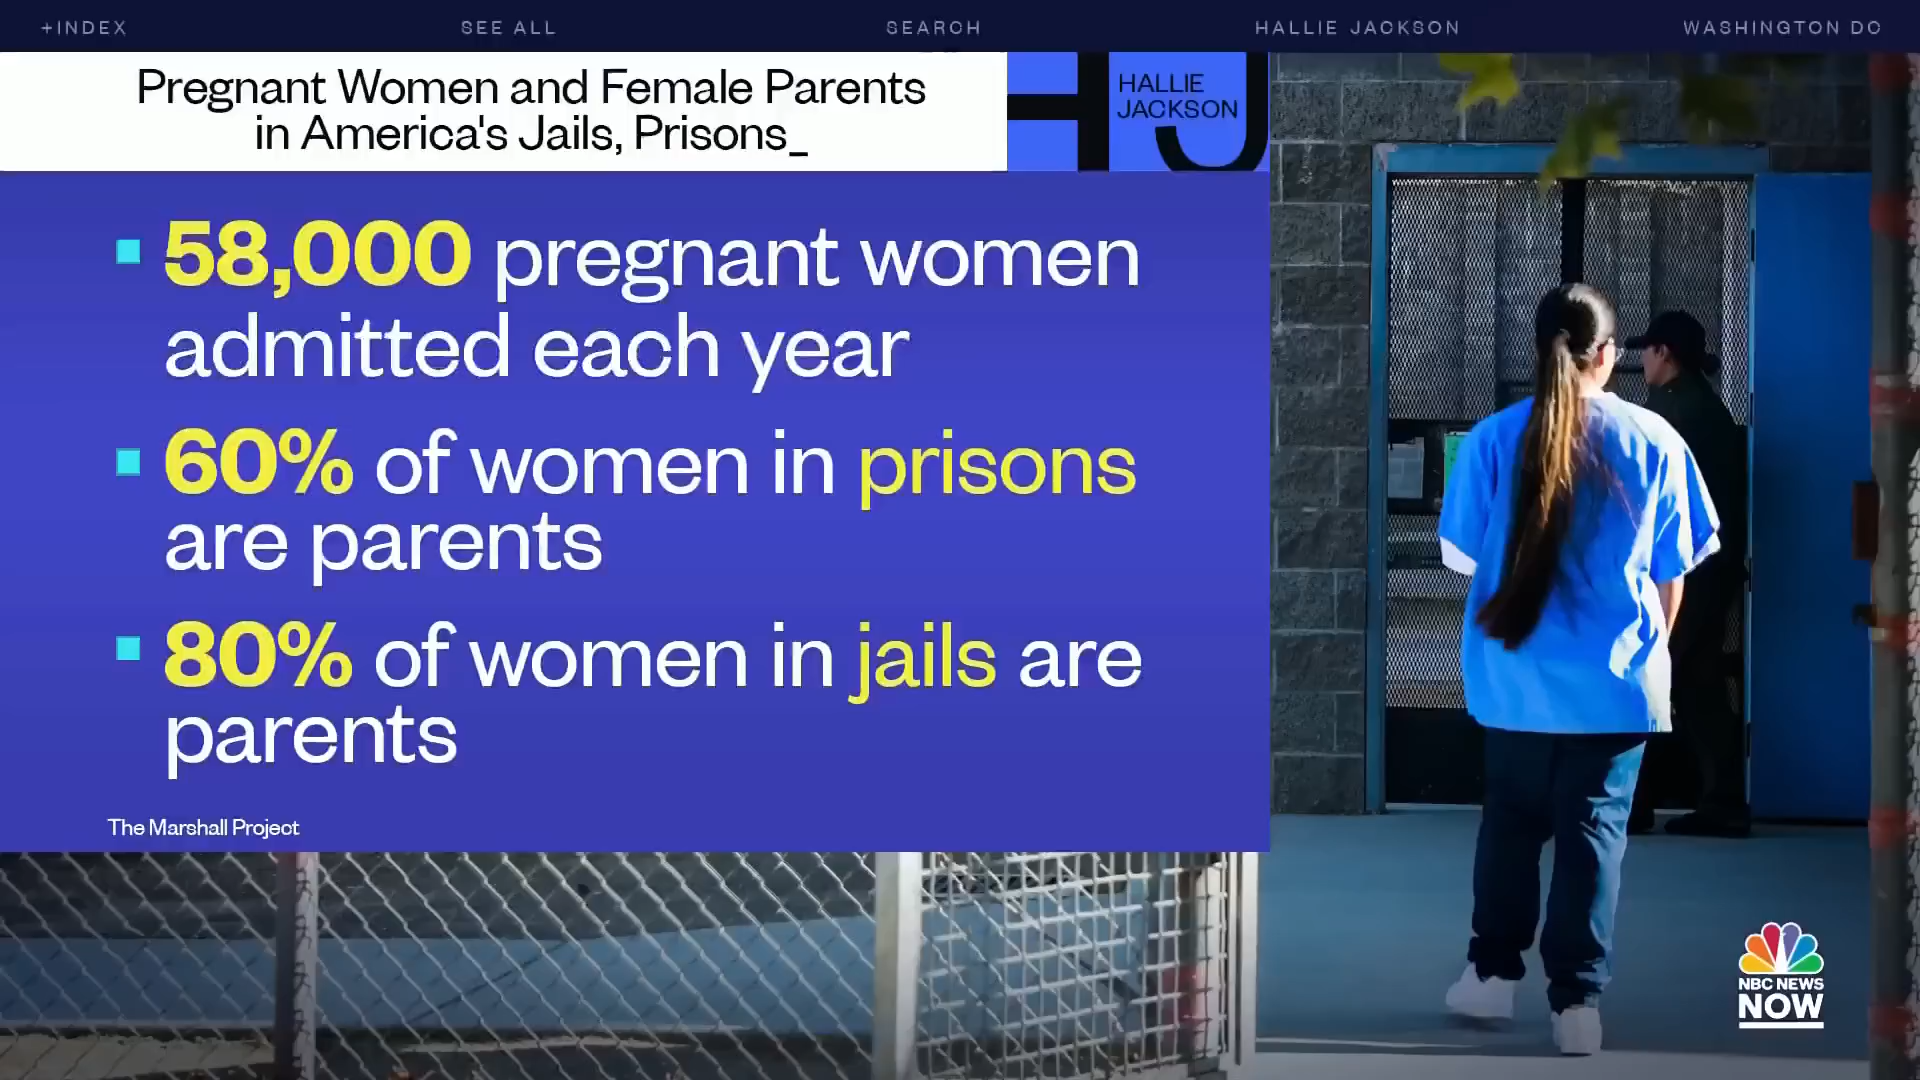 +INDEX
SEE ALL
SEARCH
HALLIE JACKSON
WASHINGTON DC
Pregnant Women and Female Parents
in America's Jails, Prisons_
HALLIE
JACKSON
58,000 pregnant women
admitted each year
60% of women in prisons
are parents
80% of women in jails are
parents
The Marshall Project
NBC NEWS
NOW